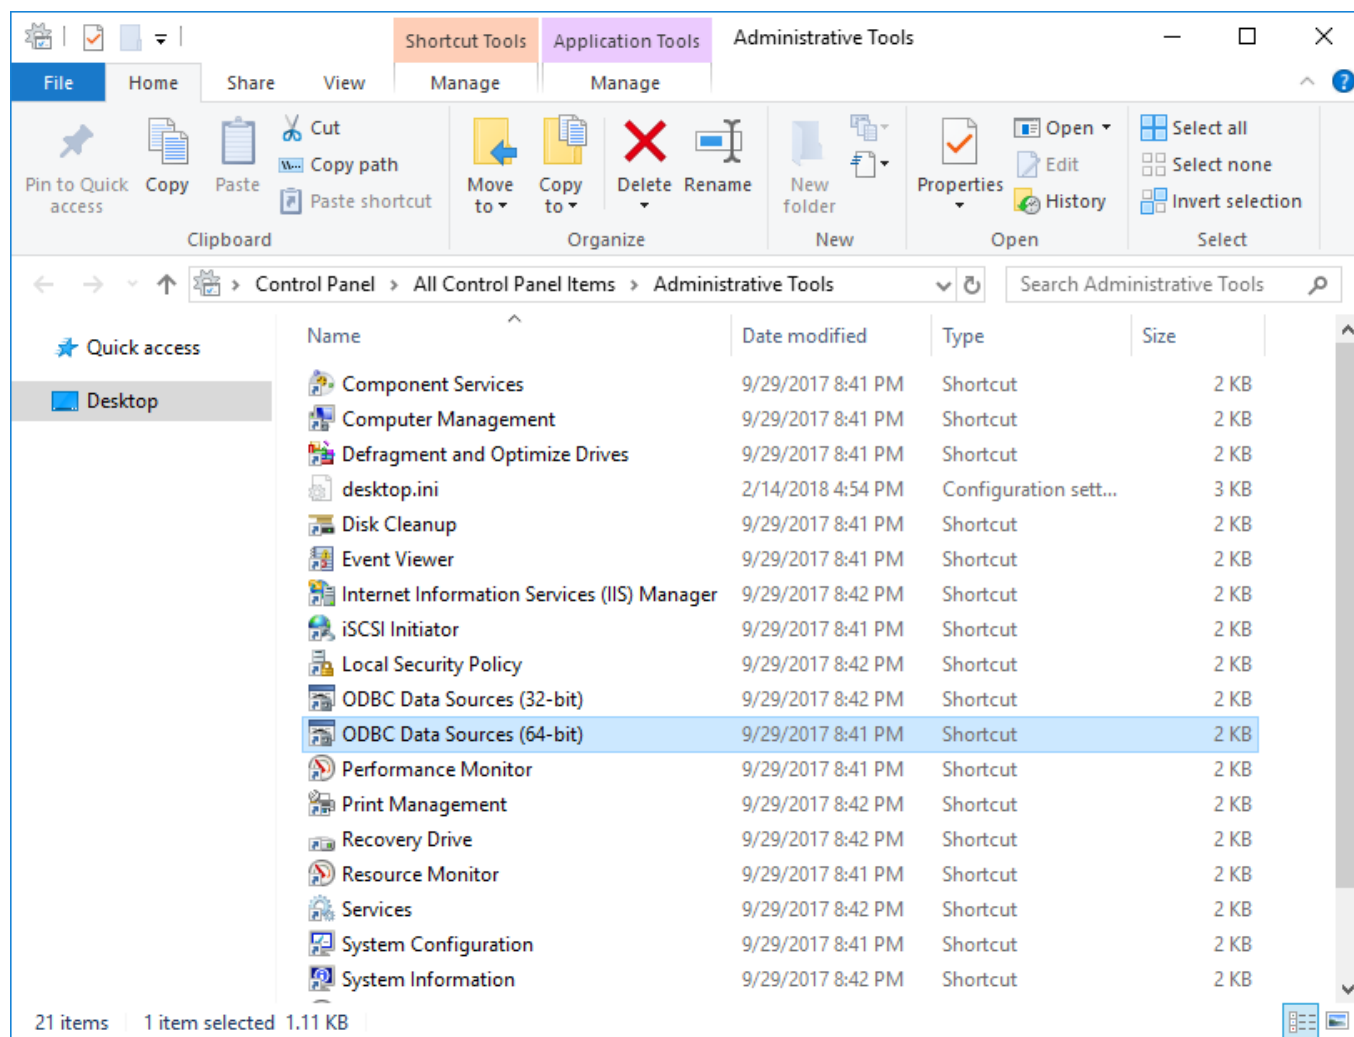 Shortcut Tools Application Tools Administrative Tools
File Home Share View Manage Manage
Pin to Quick access
Copy
Paste
Cut
Copy path
Paste shortcut
Move to
Copy to
Delete
Rename
New folder
Properties
Open
Edit
History
Select all
Select none
Invert selection
Clipboard Organize New Open Select
Control Panel > All Control Panel Items > Administrative Tools Search Administrative Tools
Quick access
Desktop
Name Date modified Type Size
Component Services 9/29/2017 8:41 PM Shortcut 2 KB
Computer Management 9/29/2017 8:41 PM Shortcut 2 KB
Defragment and Optimize Drives 9/29/2017 8:41 PM Shortcut 2 KB
desktop.ini 2/14/2018 4:54 PM Configuration sett... 3 KB
Disk Cleanup 9/29/2017 8:41 PM Shortcut 2 KB
Event Viewer 9/29/2017 8:41 PM Shortcut 2 KB
Internet Information Services (IIS) Manager 9/29/2017 8:42 PM Shortcut 2 KB
iSCSI Initiator 9/29/2017 8:41 PM Shortcut 2 KB
Local Security Policy 9/29/2017 8:42 PM Shortcut 2 KB
ODBC Data Sources (32-bit) 9/29/2017 8:42 PM Shortcut 2 KB
ODBC Data Sources (64-bit) 9/29/2017 8:41 PM Shortcut 2 KB
Performance Monitor 9/29/2017 8:41 PM Shortcut 2 KB
Print Management 9/29/2017 8:42 PM Shortcut 2 KB
Recovery Drive 9/29/2017 8:42 PM Shortcut 2 KB
Resource Monitor 9/29/2017 8:41 PM Shortcut 2 KB
Services 9/29/2017 8:42 PM Shortcut 2 KB
System Configuration 9/29/2017 8:41 PM Shortcut 2 KB
System Information 9/29/2017 8:42 PM Shortcut 2 KB
21 items 1 item selected 1.11 KB